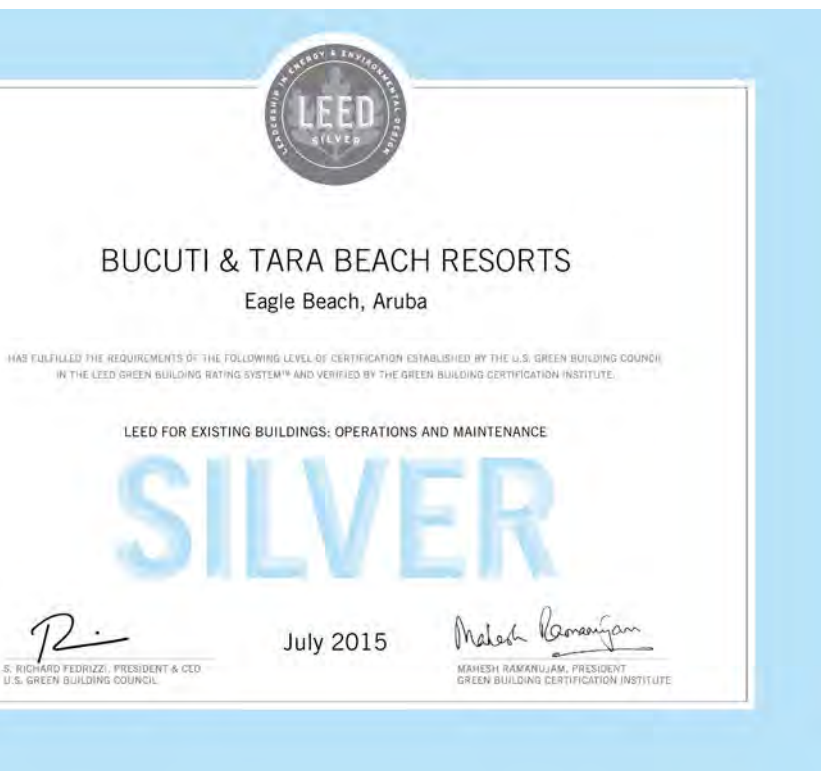 LEADERSHIP IN ENERGY & ENVIRONMENTAL DESIGN
LEED
SILVER
BUCUTI & TARA BEACH RESORTS
Eagle Beach, Aruba
HAS FULFILLED THE REQUIREMENTS OF THE FOLLOWING LEVEL OF CERTIFICATION ESTABLISHED BY THE U.S. GREEN BUILDING COUNCIL
IN THE LEED GREEN BUILDING RATING SYSTEM™ AND VERIFIED BY THE GREEN BUILDING CERTIFICATION INSTITUTE.
LEED FOR EXISTING BUILDINGS: OPERATIONS AND MAINTENANCE
SILVER
July 2015
Mahesh Ramanujam
S. RICHARD FEDRIZZI, PRESIDENT & CEO
U.S. GREEN BUILDING COUNCIL
MAHESH RAMANUJAM, PRESIDENT
GREEN BUILDING CERTIFICATION INSTITUTE